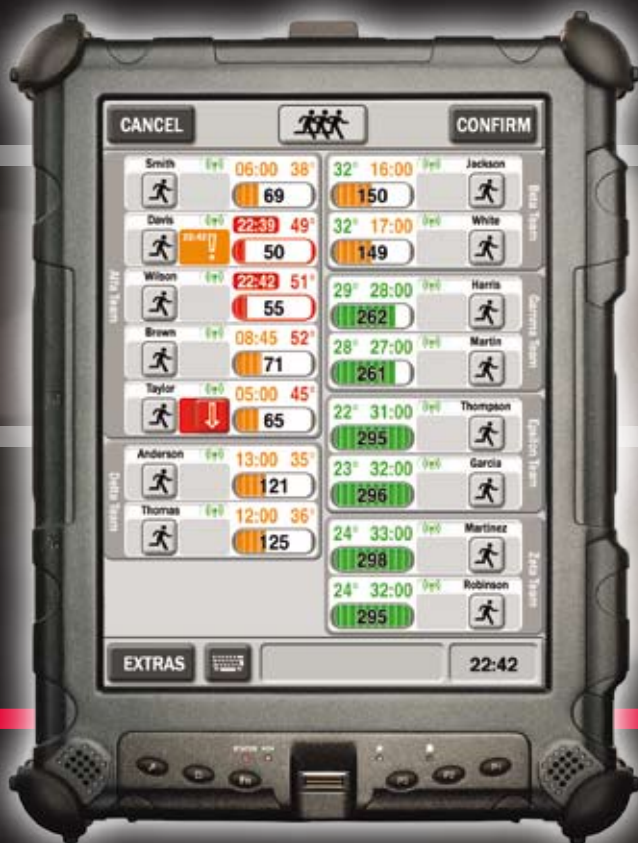 CANCEL
CONFIRM
Alfa Team
Smith
06:00 38°
69
Davis
22:39 49°
22:42 !
50
Wilson
22:42 51°
55
Brown
08:45 52°
71
Taylor
05:00 45°
65
Delta Team
Anderson
13:00 35°
121
Thomas
12:00 36°
125
Beta Team
32° 16:00 Jackson
150
32° 17:00 White
149
Gamma Team
29° 28:00 Harris
262
28° 27:00 Martin
261
Epsilon Team
22° 31:00 Thompson
295
23° 32:00 Garcia
296
Zeta Team
24° 33:00 Martinez
298
24° 32:00 Robinson
295
EXTRAS
22:42
P2
P1